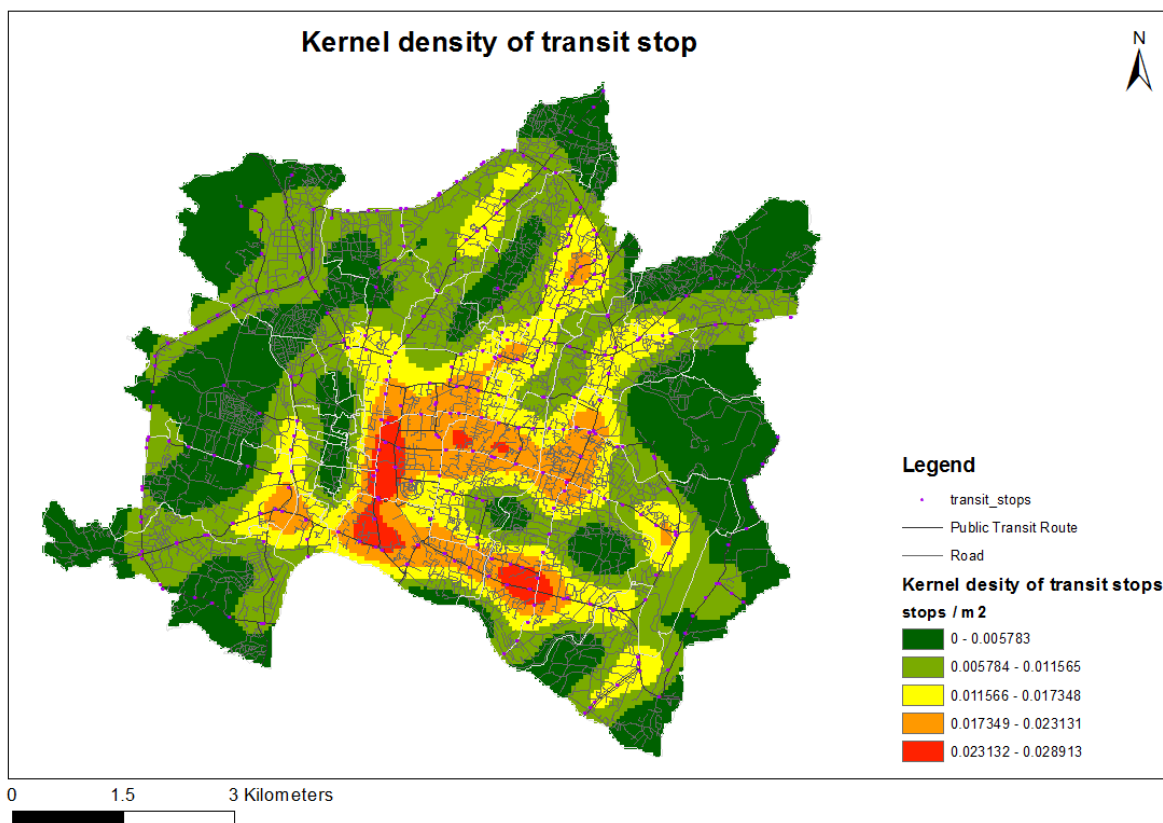 Kernel density of transit stop
N
Legend
transit_stops
Public Transit Route
Road
Kernel desity of transit stops
stops / m 2
0 - 0.005783
0.005784 - 0.011565
0.011566 - 0.017348
0.017349 - 0.023131
0.023132 - 0.028913
0 1.5 3 Kilometers